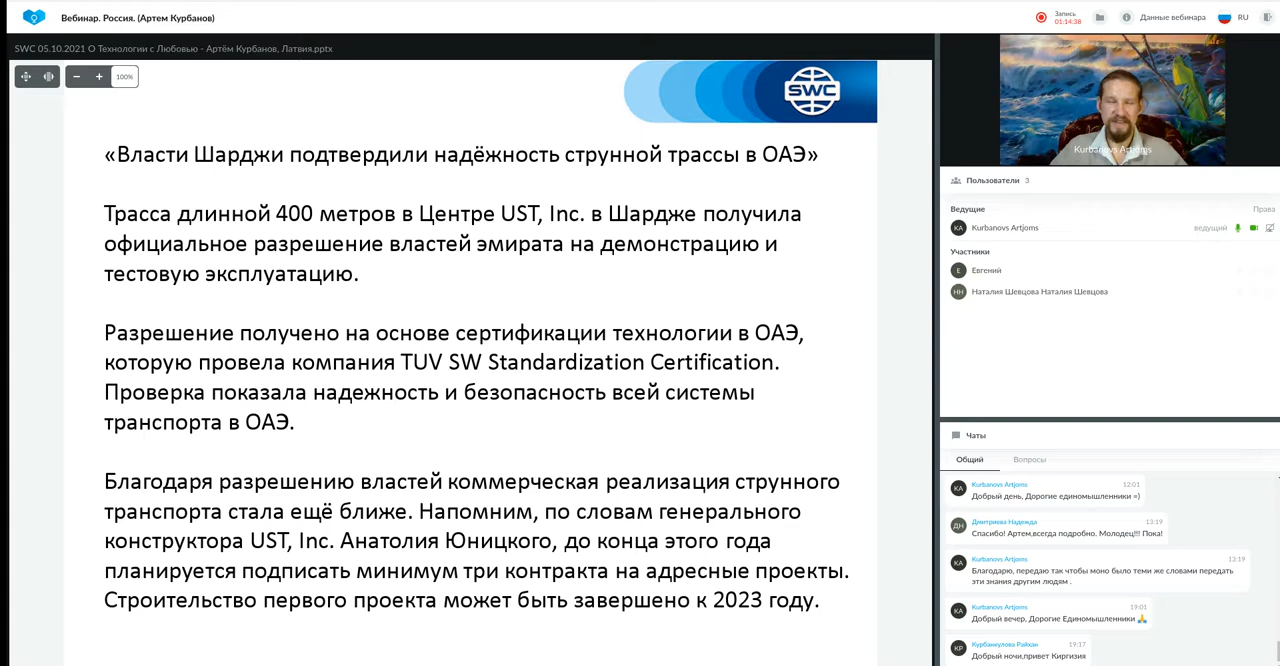 Вебинар. Россия. (Артем Курбанов)
Запись
01:14:38
Данные вебинара
RU
SWC 05.10.2021 О Технологии с Любовью - Артём Курбанов, Латвия.pptx
100%
SWC
«Власти Шарджи подтвердили надёжность струнной трассы в ОАЭ»
Трасса длинной 400 метров в Центре UST, Inc. в Шардже получила
официальное разрешение властей эмирата на демонстрацию и
тестовую эксплуатацию.
Разрешение получено на основе сертификации технологии в ОАЭ,
которую провела компания TUV SW Standardization Certification.
Проверка показала надежность и безопасность всей системы
транспорта в ОАЭ.
Благодаря разрешению властей коммерческая реализация струнного
транспорта стала ещё ближе. Напомним, по словам генерального
конструктора UST, Inc. Анатолия Юницкого, до конца этого года
планируется подписать минимум три контракта на адресные проекты.
Строительство первого проекта может быть завершено к 2023 году.
Kurbanovs Artjoms
Пользователи 3
Ведущие Права
KA Kurbanovs Artjoms ведущий
Участники
Е Евгений
НН Наталия Шевцова Наталия Шевцова
Чаты
Общий Вопросы
KA Kurbanovs Artjoms 12:01
Добрый день, Дорогие единомышленники =)
ДН Дмитриева Надежда 13:19
Спасибо! Артем,всегда подробно. Молодец!!! Пока!
KA Kurbanovs Artjoms 13:19
Благодарю, передаю так чтобы моно было теми же словами передать
эти знания другим людям .
KA Kurbanovs Artjoms 19:01
Добрый вечер, Дорогие Единомышленники 🙏
КР Курбанкулова Райхан 19:17
Добрый ночи,привет Киргизия